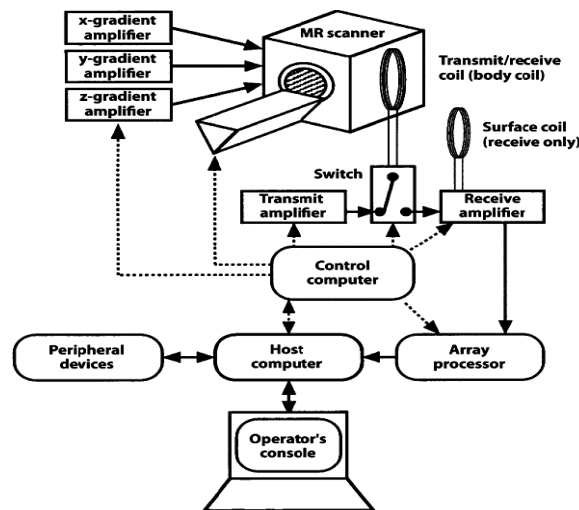 x-gradient
amplifier
MR scanner
y-gradient
amplifier
z-gradient
amplifier
Transmit/receive
coil (body coil)
Surface coil
(receive only)
Switch
Transmit
amplifier
Receive
amplifier
Control
computer
Peripheral
devices
Host
computer
Array
processor
Operator's
console